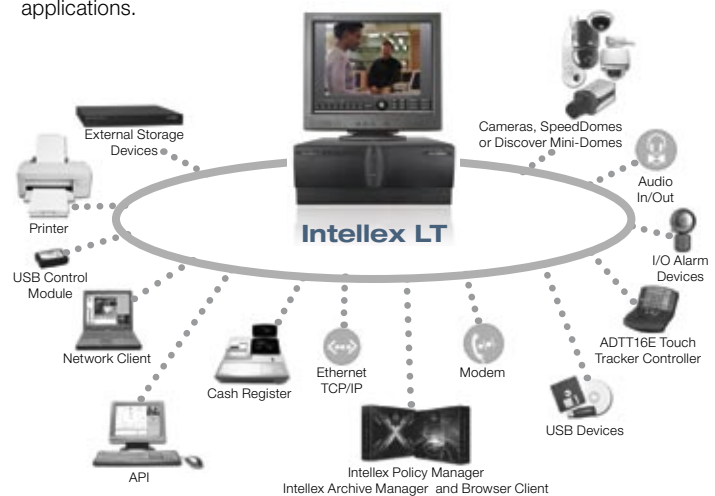 applications.
External Storage
Devices
Cameras, SpeedDomes
or Discover Mini-Domes
Audio
In/Out
Printer
Intellex LT
I/O Alarm
Devices
USB Control
Module
ADTT16E Touch
Tracker Controller
Network Client
Cash Register
Ethernet
TCP/IP
Modem
USB Devices
API
Intellex Policy Manager
Intellex Archive Manager and Browser Client